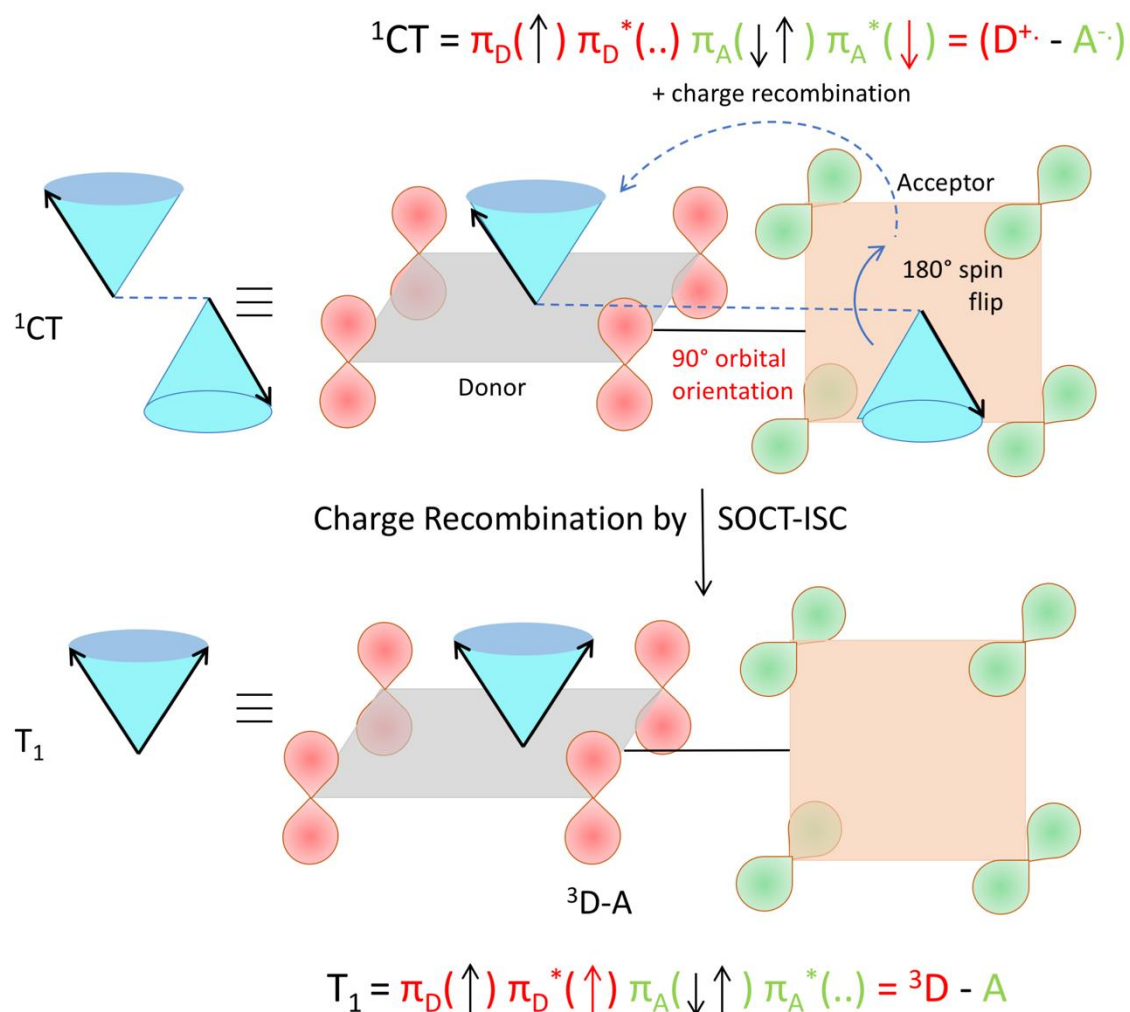 ¹CT = π_D(↑) π_D*(..) π_A(↓↑) π_A*(↓) = (D⁺· - A⁻·)
+ charge recombination
Acceptor
180° spin
flip
¹CT
≡
90° orbital
orientation
Donor
Charge Recombination by SOCT-ISC
T₁
≡
³D-A
T₁ = π_D(↑) π_D*(↑) π_A(↓↑) π_A*(..) = ³D - A